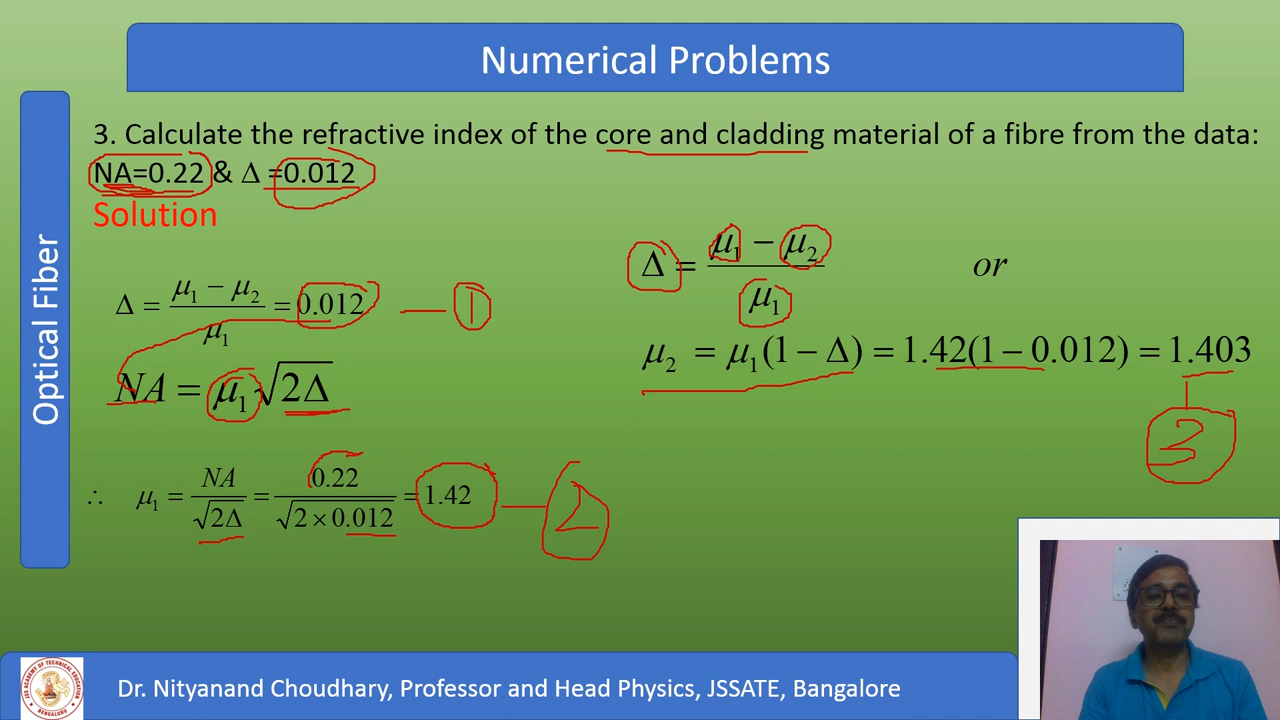 Numerical Problems
Optical Fiber
3. Calculate the refractive index of the core and cladding material of a fibre from the data:
NA=0.22 & Δ =0.012
Solution
Δ = (μ₁ − μ₂)/μ₁ = 0.012 — 1
NA = μ₁√(2Δ)
∴ μ₁ = NA/√(2Δ) = 0.22/√(2×0.012) = 1.42 — 2
Δ = (μ₁ − μ₂)/μ₁ or
μ₂ = μ₁(1 − Δ) = 1.42(1 − 0.012) = 1.403
3
Dr. Nityanand Choudhary, Professor and Head Physics, JSSATE, Bangalore